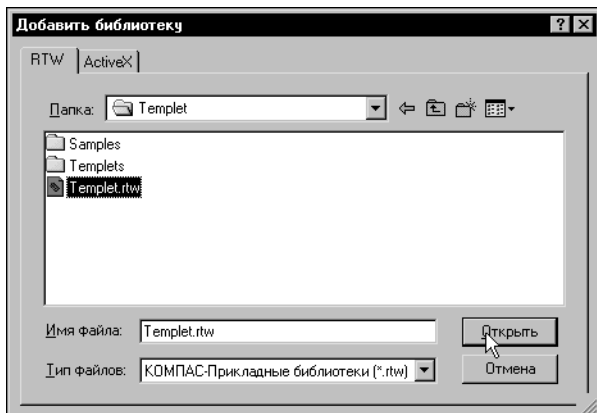 Добавить библиотеку
RTW ActiveX
Папка: Templet
Samples
Templets
Templet.rtw
Имя файла: Templet.rtw Открыть
Тип файлов: КОМПАС-Прикладные библиотеки (*.rtw) Отмена